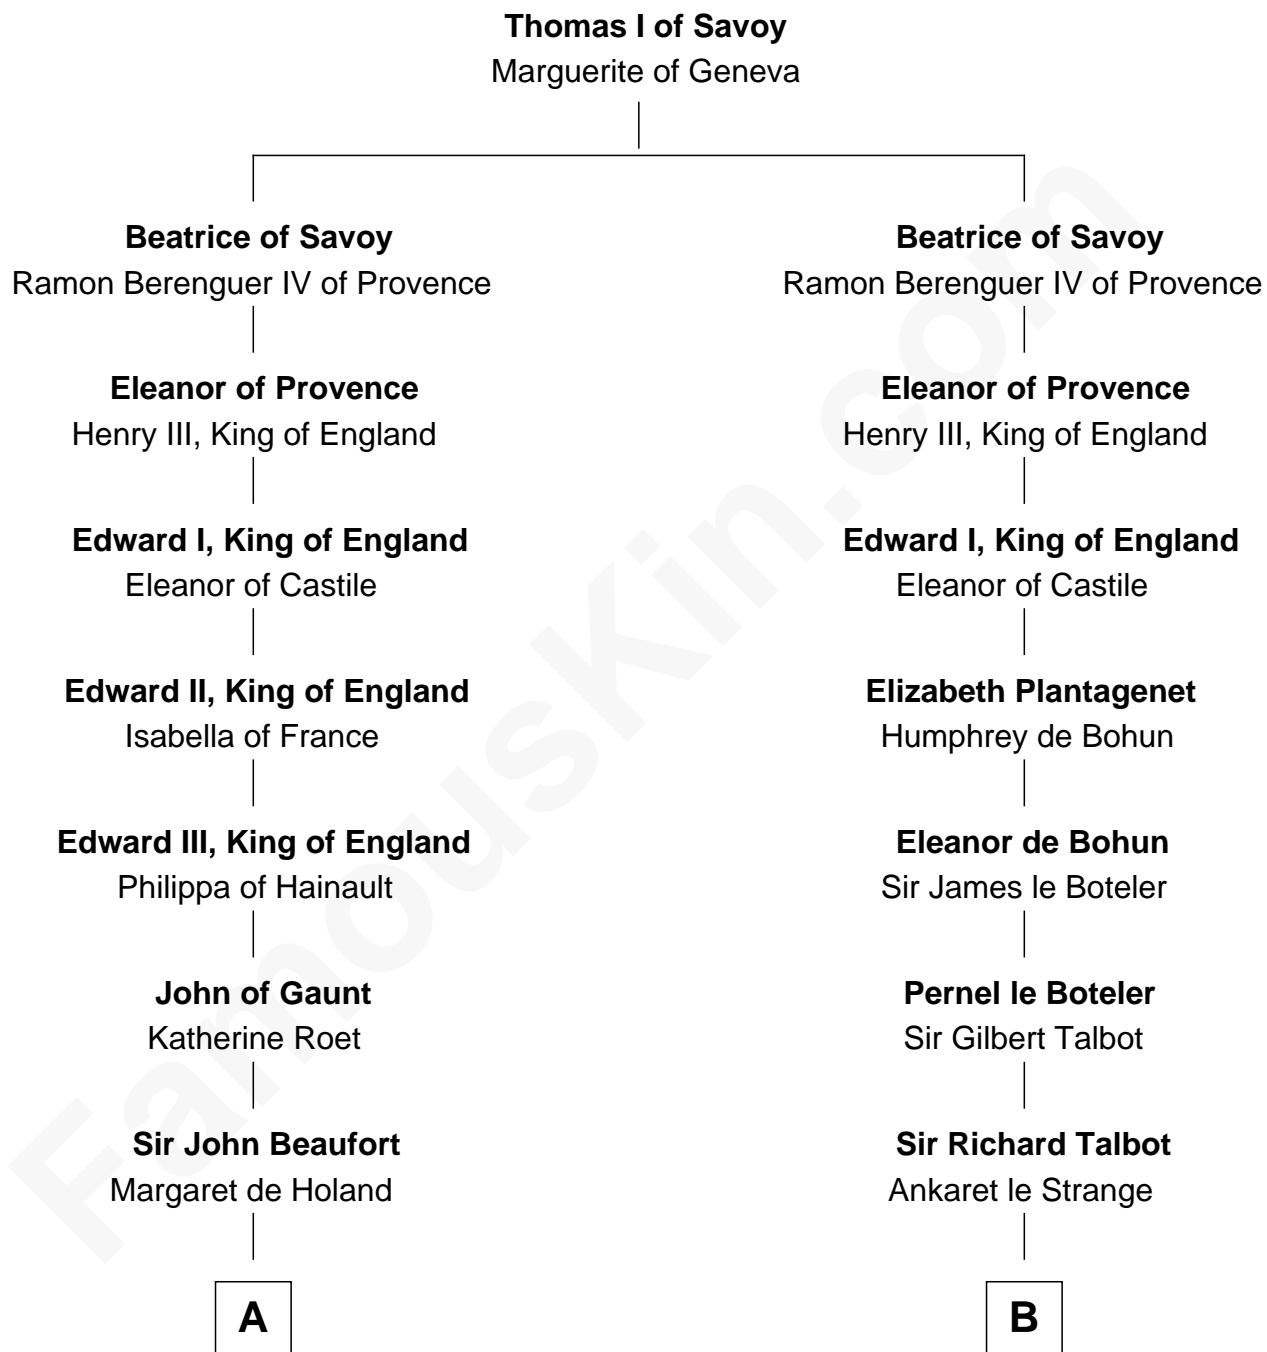 Thomas I of Savoy
Marguerite of Geneva
Beatrice of Savoy
Ramon Berenguer IV of Provence
Eleanor of Provence
Henry III, King of England
Edward I, King of England
Eleanor of Castile
Edward II, King of England
Isabella of France
Edward III, King of England
Philippa of Hainault
John of Gaunt
Katherine Roet
Sir John Beaufort
Margaret de Holand
A
Beatrice of Savoy
Ramon Berenguer IV of Provence
Eleanor of Provence
Henry III, King of England
Edward I, King of England
Eleanor of Castile
Elizabeth Plantagenet
Humphrey de Bohun
Eleanor de Bohun
Sir James le Boteler
Pernel le Boteler
Sir Gilbert Talbot
Sir Richard Talbot
Ankaret le Strange
B
FamousKin.com